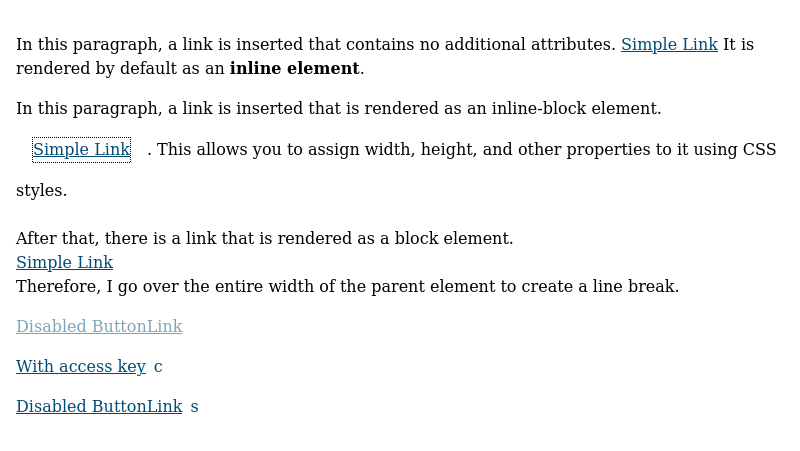 In this paragraph, a link is inserted that contains no additional attributes. Simple Link It is
rendered by default as an inline element.
In this paragraph, a link is inserted that is rendered as an inline-block element.
Simple Link . This allows you to assign width, height, and other properties to it using CSS
styles.
After that, there is a link that is rendered as a block element.
Simple Link
Therefore, I go over the entire width of the parent element to create a line break.
Disabled ButtonLink
With access key c
Disabled ButtonLink s